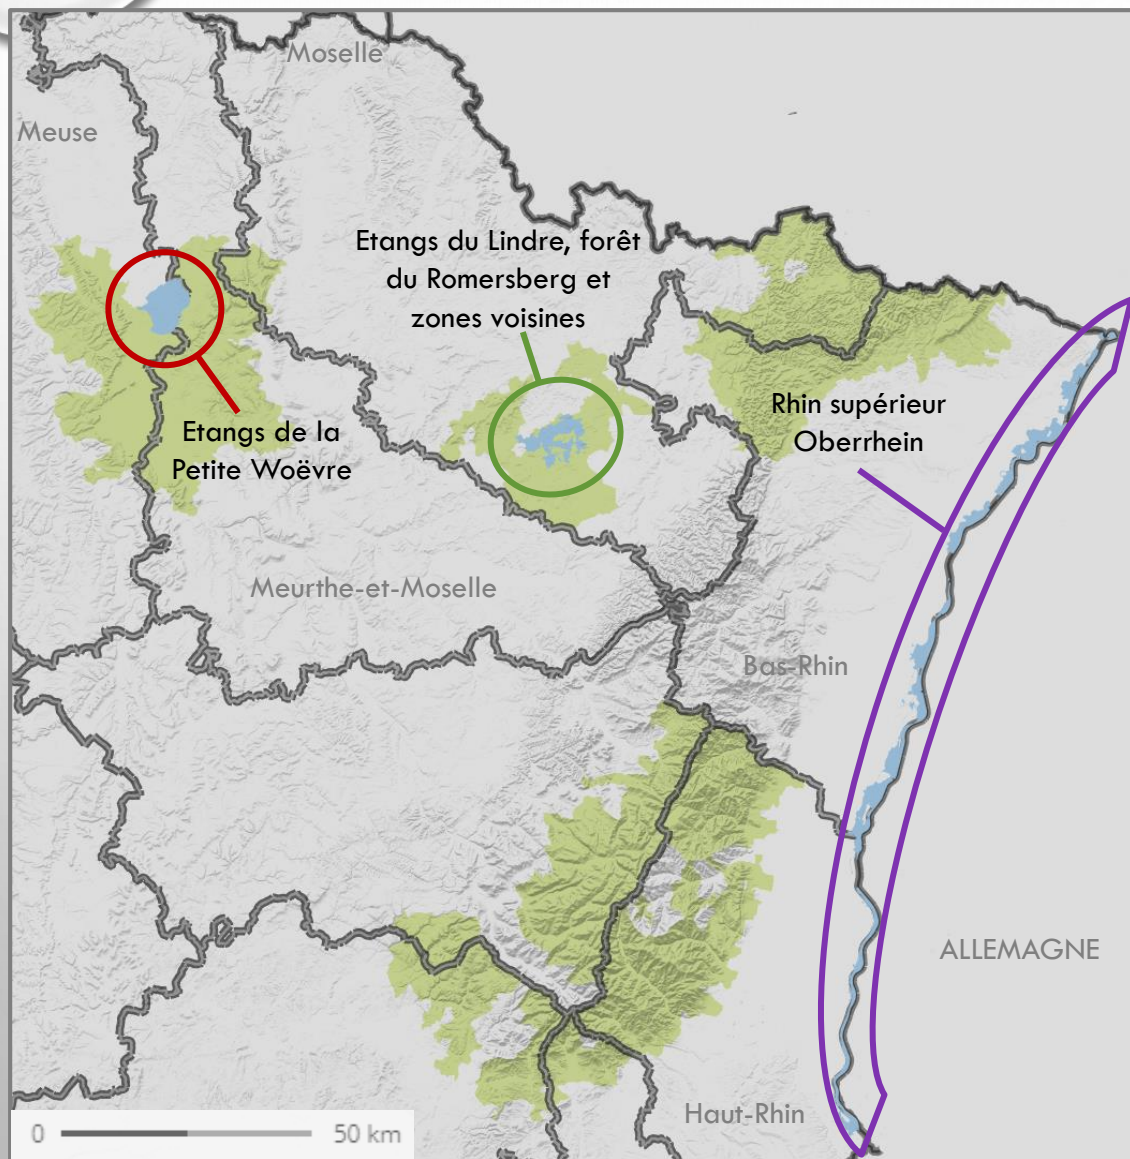 Moselle
Meuse
Etangs du Lindre, forêt
du Romersberg et
zones voisines
Rhin supérieur
Oberrhein
Etangs de la
Petite Woëvre
Meurthe-et-Moselle
Bas-Rhin
ALLEMAGNE
Haut-Rhin
0 50 km